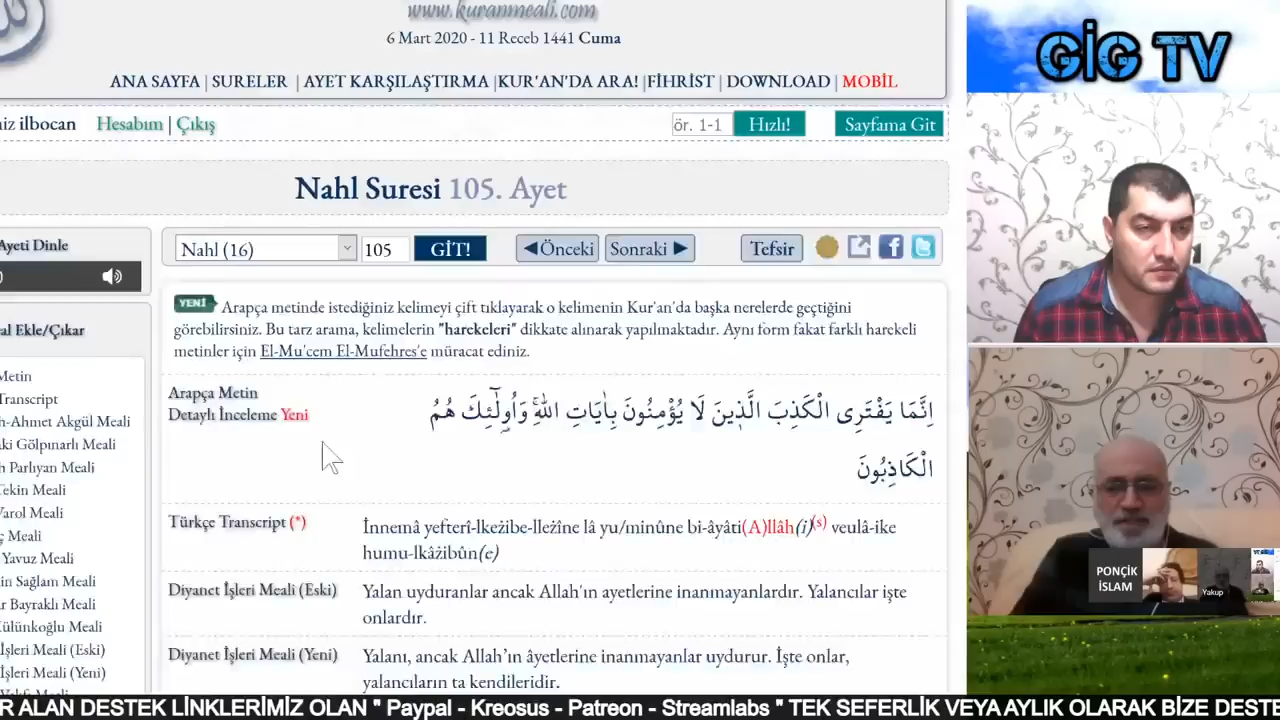 www.kuranmeali.com
6 Mart 2020 - 11 Receb 1441 Cuma
ANA SAYFA | SURELER | AYET KARŞILAŞTIRMA | KUR'AN'DA ARA! | FİHRİST | DOWNLOAD | MOBİL
ilbocan Hesabım | Çıkış ör. 1-1 Hızlı! Sayfama Git
Nahl Suresi 105. Ayet
Ayeti Dinle
Nahl (16) 105 GİT! ◄Önceki Sonraki ► Tefsir
YENİ Arapça metinde istediğiniz kelimeyi çift tıklayarak o kelimenin Kur'an'da başka nerelerde geçtiğini
görebilirsiniz. Bu tarz arama, kelimelerin "harekeleri" dikkate alınarak yapılmaktadır. Aynı form fakat farklı harekeli
metinler için El-Mu'cem El-Mufehres'e müracat ediniz.
Ekle/Çıkar
Metin
Transcript
Ahmet Akgül Meali
Gölpınarlı Meali
Parlıyan Meali
Tekin Meali
Varol Meali
Meali
Yavuz Meali
Sağlam Meali
Bayraklı Meali
Külünkoğlu Meali
İşleri Meali (Eski)
İşleri Meali (Yeni)
Arapça Metin
Detaylı İnceleme Yeni
اِنَّمَا يَفْتَرِى الْكَذِبَ الَّذ۪ينَ لَا يُؤْمِنُونَ بِاٰيَاتِ اللّٰهِۚ وَاُو۬لٰٓئِكَ هُمُ
الْكَاذِبُونَ
Türkçe Transcript (*) İnnemâ yefterî-lkeżibe-lleżîne lâ yu/minûne bi-âyâti(A)llâh(i)(s) veulâ-ike
humu-lkâżibûn(e)
Diyanet İşleri Meali (Eski) Yalan uyduranlar ancak Allah'ın ayetlerine inanmayanlardır. Yalancılar işte
onlardır.
Diyanet İşleri Meali (Yeni) Yalanı, ancak Allah’ın âyetlerine inanmayanlar uydurur. İşte onlar,
yalancıların ta kendileridir.
GİG TV
PONÇİK
İSLAM
Yakup
R ALAN DESTEK LİNKLERİMİZ OLAN " Paypal - Kreosus - Patreon - Streamlabs " TEK SEFERLİK VEYA AYLIK OLARAK BİZE DESTE